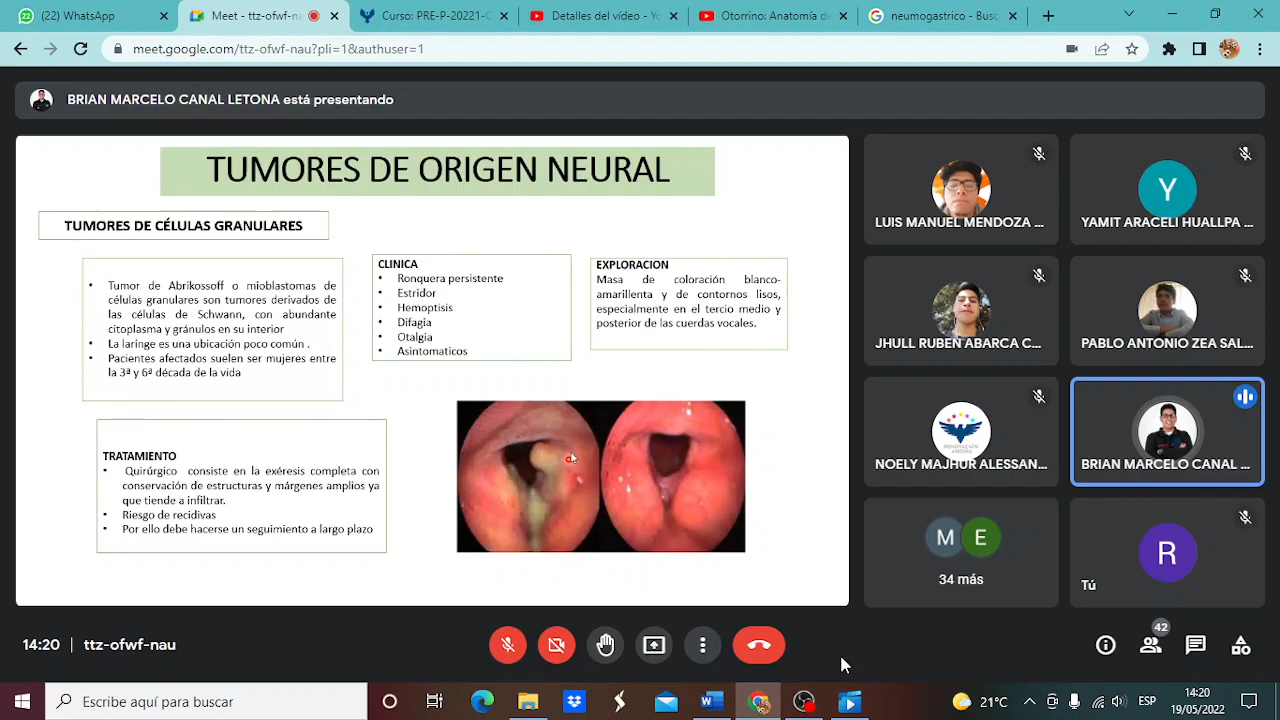 (22) WhatsApp
Meet - ttz-ofwf-nau
Curso: PRE-P-20221-C
Detalles del vídeo - Yo
Otorrino: Anatomía de
neumogastrico - Busc
meet.google.com/ttz-ofwf-nau?pli=1&authuser=1
BRIAN MARCELO CANAL LETONA está presentando
TUMORES DE ORIGEN NEURAL
TUMORES DE CÉLULAS GRANULARES
• Tumor de Abrikossoff o mioblastomas de
células granulares son tumores derivados de
las células de Schwann, con abundante
citoplasma y gránulos en su interior
• La laringe es una ubicación poco común .
• Pacientes afectados suelen ser mujeres entre
la 3ª y 6ª década de la vida
CLINICA
• Ronquera persistente
• Estridor
• Hemoptisis
• Difagia
• Otalgia
• Asintomaticos
EXPLORACION
Masa de coloración blanco-
amarillenta y de contornos lisos,
especialmente en el tercio medio y
posterior de las cuerdas vocales.
TRATAMIENTO
• Quirúrgico consiste en la exéresis completa con
conservación de estructuras y márgenes amplios ya
que tiende a infiltrar.
• Riesgo de recidivas
• Por ello debe hacerse un seguimiento a largo plazo
LUIS MANUEL MENDOZA ...
Y
YAMIT ARACELI HUALLPA ...
JHULL RUBEN ABARCA C...
PABLO ANTONIO ZEA SAL...
NOELY MAJHUR ALESSAN...
BRIAN MARCELO CANAL ...
M E
34 más
R
Tú
14:20 ttz-ofwf-nau
42
Escribe aquí para buscar
21°C
ESP
14:20
19/05/2022